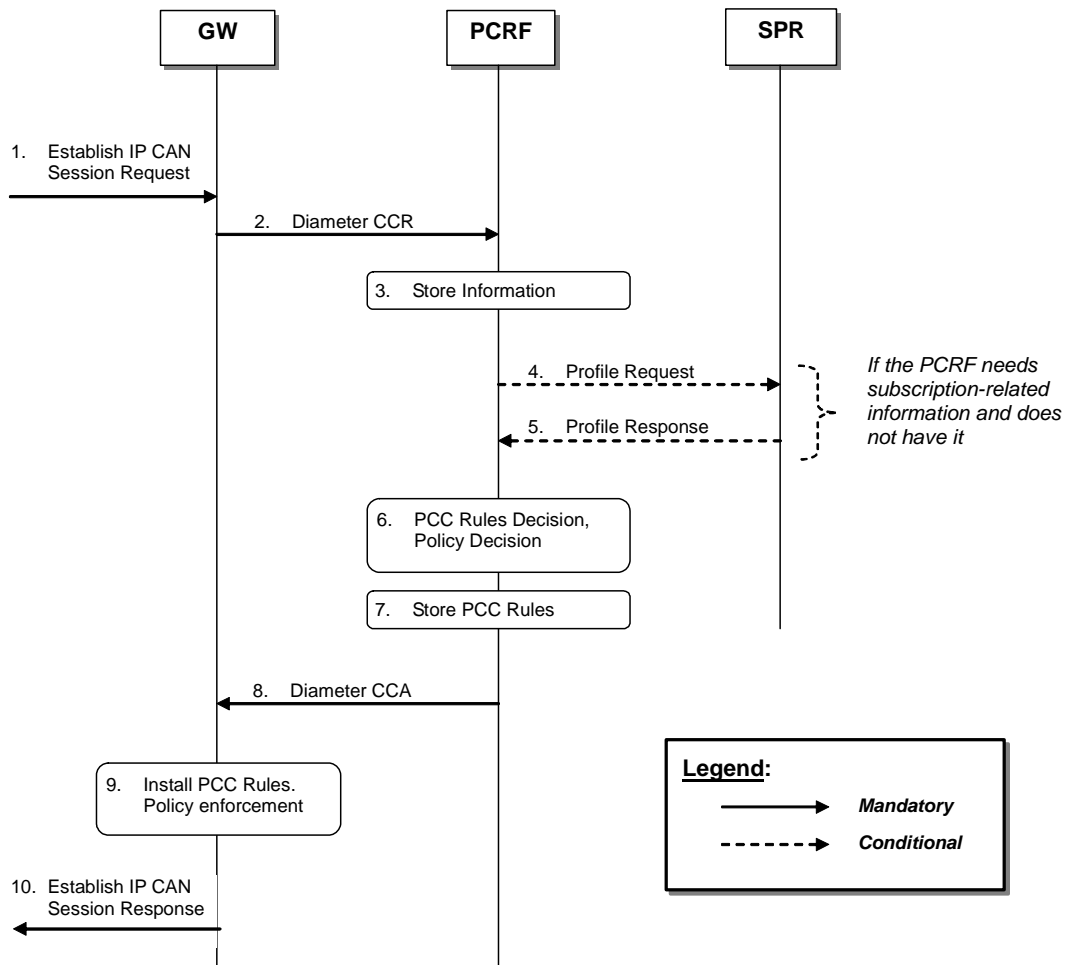 GW
PCRF
SPR
1. Establish IP CAN
Session Request
2. Diameter CCR
3. Store Information
4. Profile Request
5. Profile Response
If the PCRF needs
subscription-related
information and does
not have it
6. PCC Rules Decision,
Policy Decision
7. Store PCC Rules
8. Diameter CCA
9. Install PCC Rules.
Policy enforcement
10. Establish IP CAN
Session Response
Legend:
Mandatory
Conditional